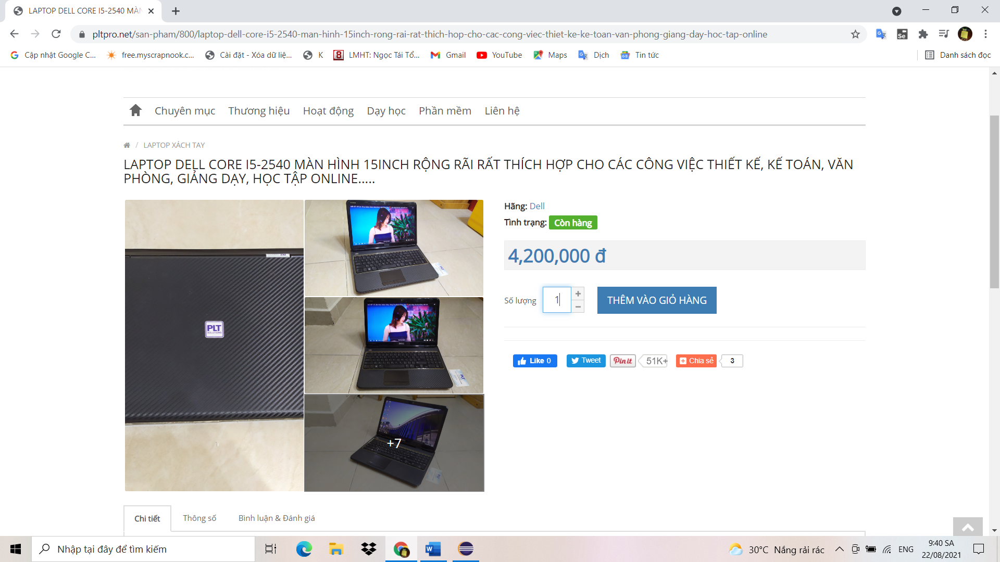 LAPTOP DELL CORE I5-2540 MÀN
pltpro.net/san-pham/800/laptop-dell-core-i5-2540-man-hinh-15inch-rong-rai-rat-thich-hop-cho-cac-cong-viec-thiet-ke-ke-toan-van-phong-giang-day-hoc-tap-online
Se
Cập nhật Google C... free.myscrapnook.c... Cài đặt - Xóa dữ liệ... K LMHT: Ngọc Tái Tổ... Gmail YouTube Maps Dịch Tin tức Danh sách đọc
Chuyên mục Thương hiệu Hoạt động Dạy học Phần mềm Liên hệ
/ LAPTOP XÁCH TAY
LAPTOP DELL CORE I5-2540 MÀN HÌNH 15INCH RỘNG RÃI RẤT THÍCH HỢP CHO CÁC CÔNG VIỆC THIẾT KẾ, KẾ TOÁN, VĂN
PHÒNG, GIẢNG DẠY, HỌC TẬP ONLINE.....
PLT
SOLUTIONS
DELL
PLT
+7
Hãng: Dell
Tình trạng: Còn hàng
4,200,000 đ
Số lượng 1 + − THÊM VÀO GIỎ HÀNG
Like 0 Tweet Pin it 51K+ Chia sẻ 3
Chi tiết Thông số Bình luận & Đánh giá
Nhập tại đây để tìm kiếm
30°C Nắng rải rác ENG
9:40 SA
22/08/2021